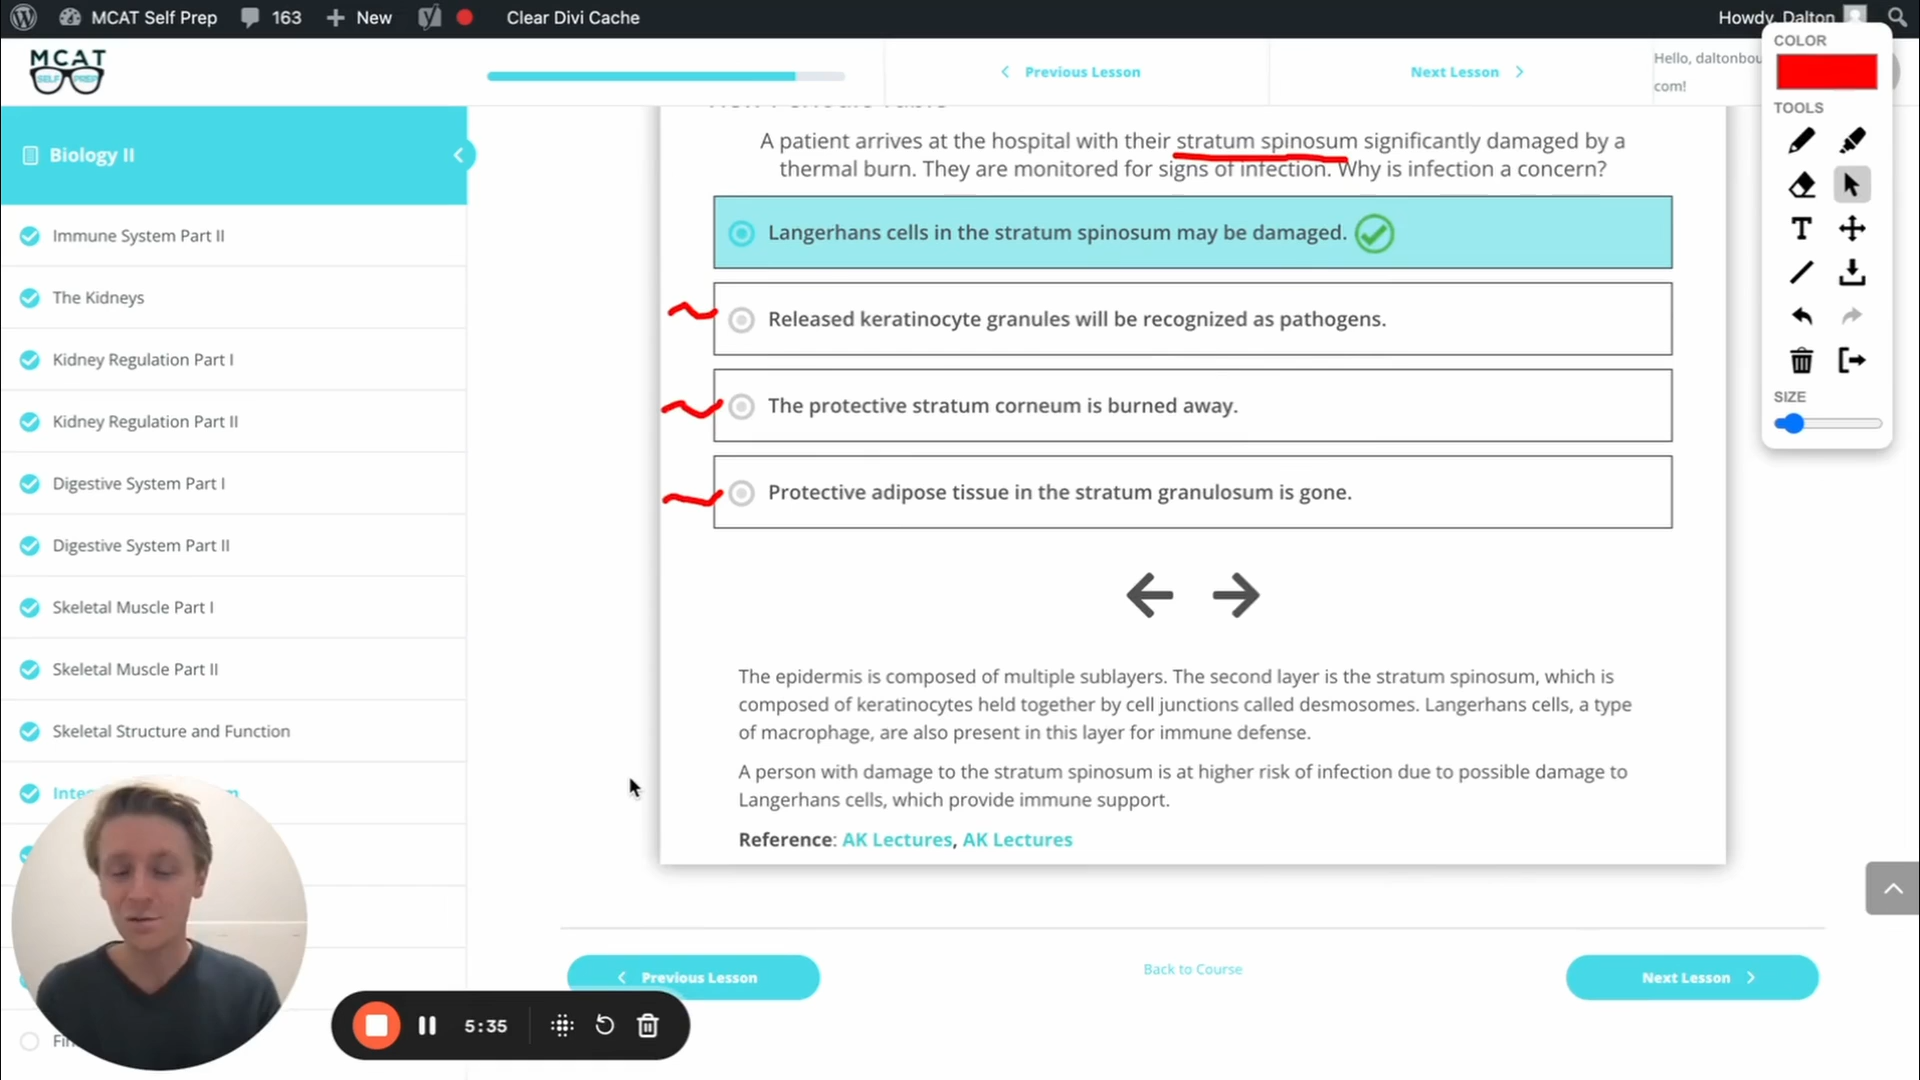 MCAT Self Prep 163 New Clear Divi Cache Howdy, Dalton
MCAT
SELF PREP
Previous Lesson
Next Lesson
Hello, daltonbou
com!
COLOR
TOOLS
SIZE
Biology II
Immune System Part II
The Kidneys
Kidney Regulation Part I
Kidney Regulation Part II
Digestive System Part I
Digestive System Part II
Skeletal Muscle Part I
Skeletal Muscle Part II
Skeletal Structure and Function
A patient arrives at the hospital with their stratum spinosum significantly damaged by a
thermal burn. They are monitored for signs of infection. Why is infection a concern?
Langerhans cells in the stratum spinosum may be damaged.
Released keratinocyte granules will be recognized as pathogens.
The protective stratum corneum is burned away.
Protective adipose tissue in the stratum granulosum is gone.
The epidermis is composed of multiple sublayers. The second layer is the stratum spinosum, which is
composed of keratinocytes held together by cell junctions called desmosomes. Langerhans cells, a type
of macrophage, are also present in this layer for immune defense.
A person with damage to the stratum spinosum is at higher risk of infection due to possible damage to
Langerhans cells, which provide immune support.
Reference: AK Lectures, AK Lectures
Previous Lesson
Back to Course
Next Lesson
5:35